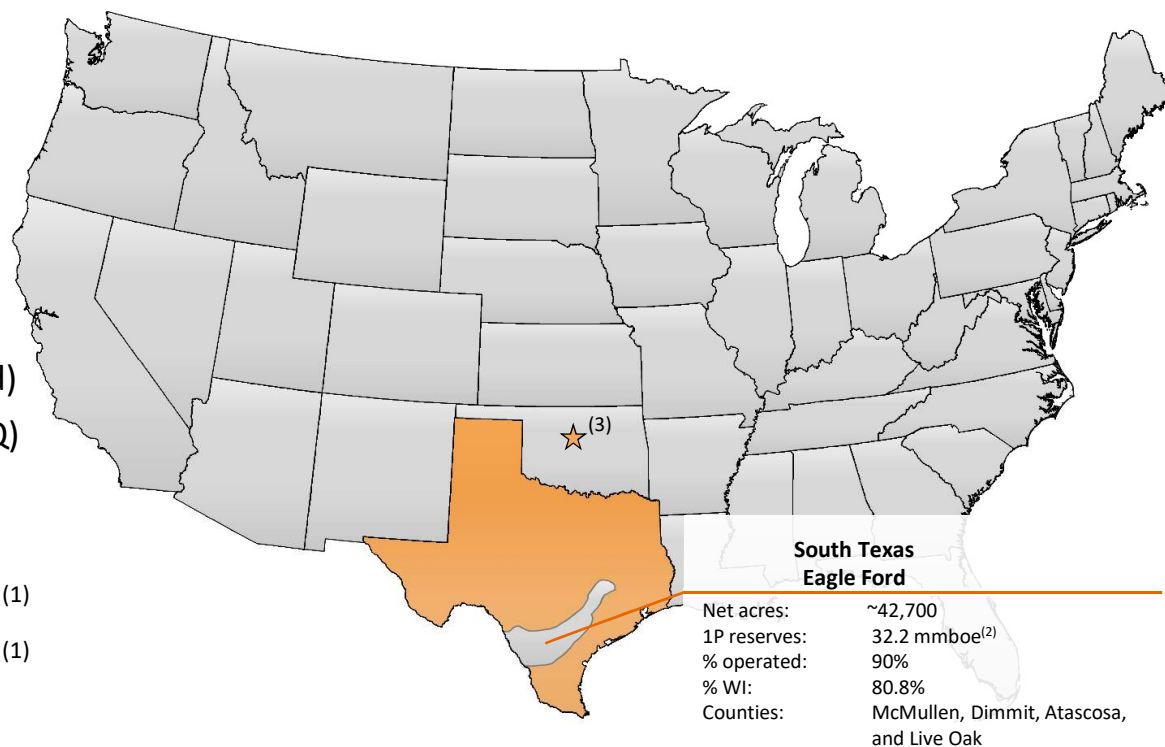 )
Q)
(3)
(1)
(1)
South Texas
Eagle Ford
Net acres: ~42,700
1P reserves: 32.2 mmboe(2)
% operated: 90%
% WI: 80.8%
Counties: McMullen, Dimmit, Atascosa,
and Live Oak